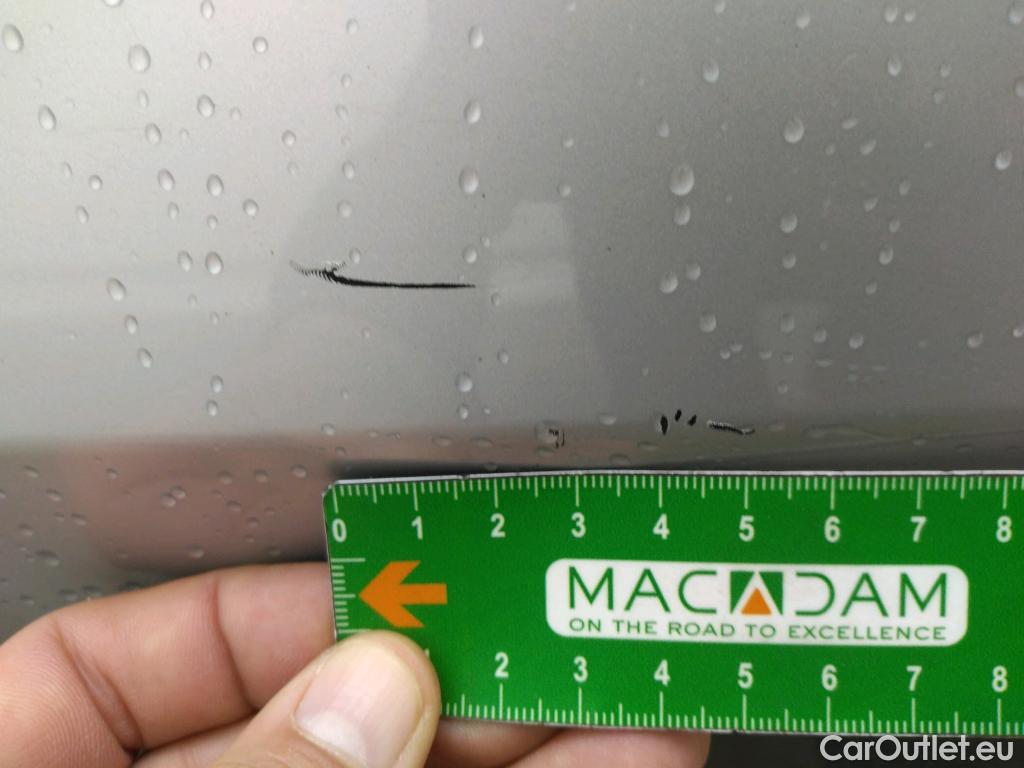 0 1 2 3 4 5 6 7 8
MACADAM
ON THE ROAD TO EXCELLENCE
2 3 4 5 6 7 8
CarOutlet.eu